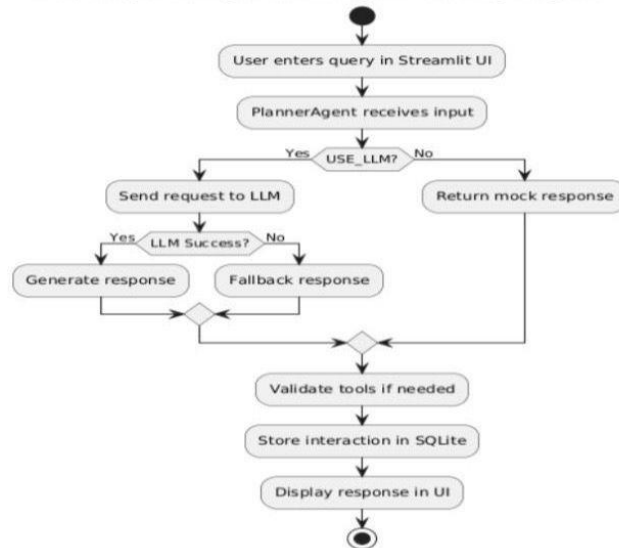 User enters query in Streamlit UI
PlannerAgent receives input
Yes
USE_LLM?
No
Send request to LLM
Return mock response
Yes
LLM Success?
No
Generate response
Fallback response
Validate tools if needed
Store interaction in SQLite
Display response in UI